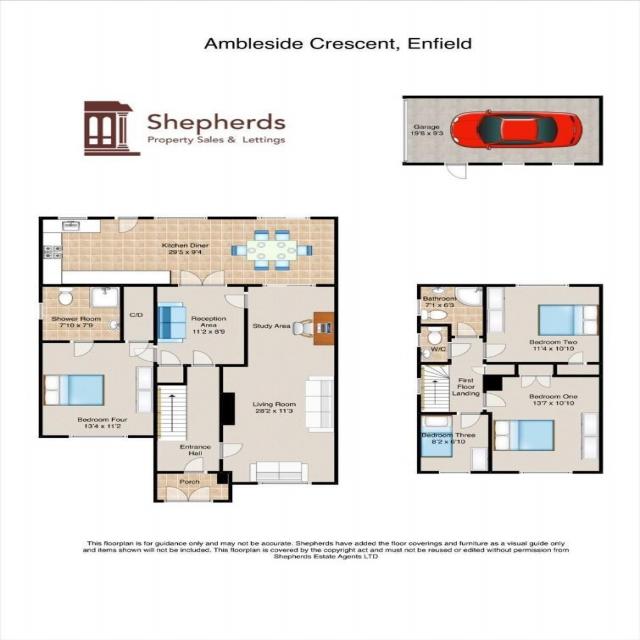 Ambleside Crescent, Enfield
Shepherds
Property Sales & Lettings
Garage
19'8 x 9'3
Kitchen Diner
29'5 x 9'4
Shower Room
7'10 x 7'9
C/D
Reception
Area
11'2 x 8'9
Study Area
Bedroom Four
13'4 x 11'2
Living Room
28'2 x 11'3
Entrance
Hall
Porch
Bathroom
7'1 x 6'3
W/C
Bedroom Two
11'4 x 10'10
First
Floor
Landing
Bedroom One
13'7 x 10'10
Bedroom Three
8'2 x 6'10
This floorplan is for guidance only and may not be accurate. Shepherds have added the floor coverings and furniture as a visual guide only
and items shown will not be included. This floorplan is covered by the copyright act and must not be reused or edited without permission from
Shepherds Estate Agents LTD